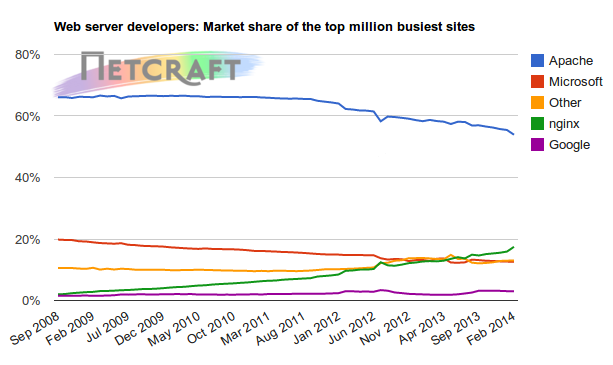 Web server developers: Market share of the top million busiest sites
NETCRAFT
80%
60%
40%
20%
0%
Apache
Microsoft
Other
nginx
Google
Sep 2008
Feb 2009
Jul 2009
Dec 2009
May 2010
Oct 2010
Mar 2011
Aug 2011
Jan 2012
Jun 2012
Nov 2012
Apr 2013
Sep 2013
Feb 2014